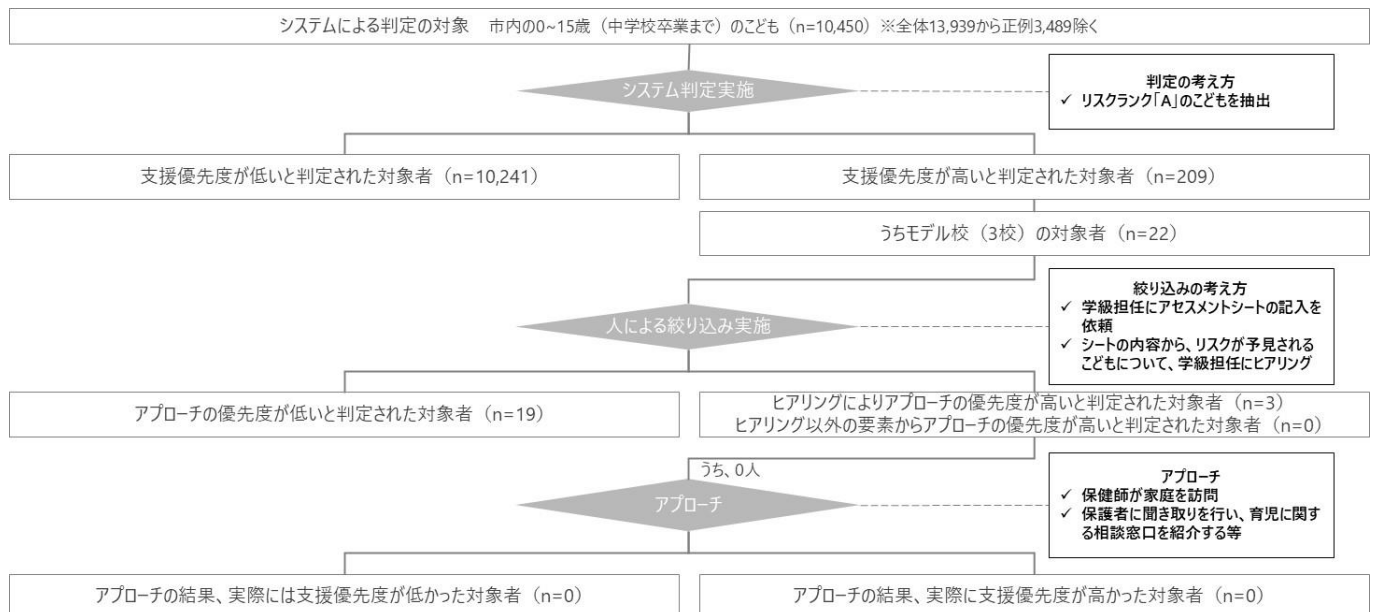 システムによる判定の対象　市内の0~15歳（中学校卒業まで）のこども（n=10,450）※全体13,939から正例3,489除く
システム判定実施
判定の考え方
✓ リスクランク「A」のこどもを抽出
支援優先度が低いと判定された対象者（n=10,241）
支援優先度が高いと判定された対象者（n=209）
うちモデル校（3校）の対象者（n=22）
人による絞り込み実施
絞り込みの考え方
✓ 学級担任にアセスメントシートの記入を
依頼
✓ シートの内容から、リスクが予見される
こどもについて、学級担任にヒアリング
アプローチの優先度が低いと判定された対象者（n=19）
ヒアリングによりアプローチの優先度が高いと判定された対象者（n=3）
ヒアリング以外の要素からアプローチの優先度が高いと判定された対象者（n=0）
うち、0人
アプローチ
アプローチ
✓ 保健師が家庭を訪問
✓ 保護者に聞き取りを行い、育児に関す
る相談窓口を紹介する等
アプローチの結果、実際には支援優先度が低かった対象者（n=0）
アプローチの結果、実際に支援優先度が高かった対象者（n=0）